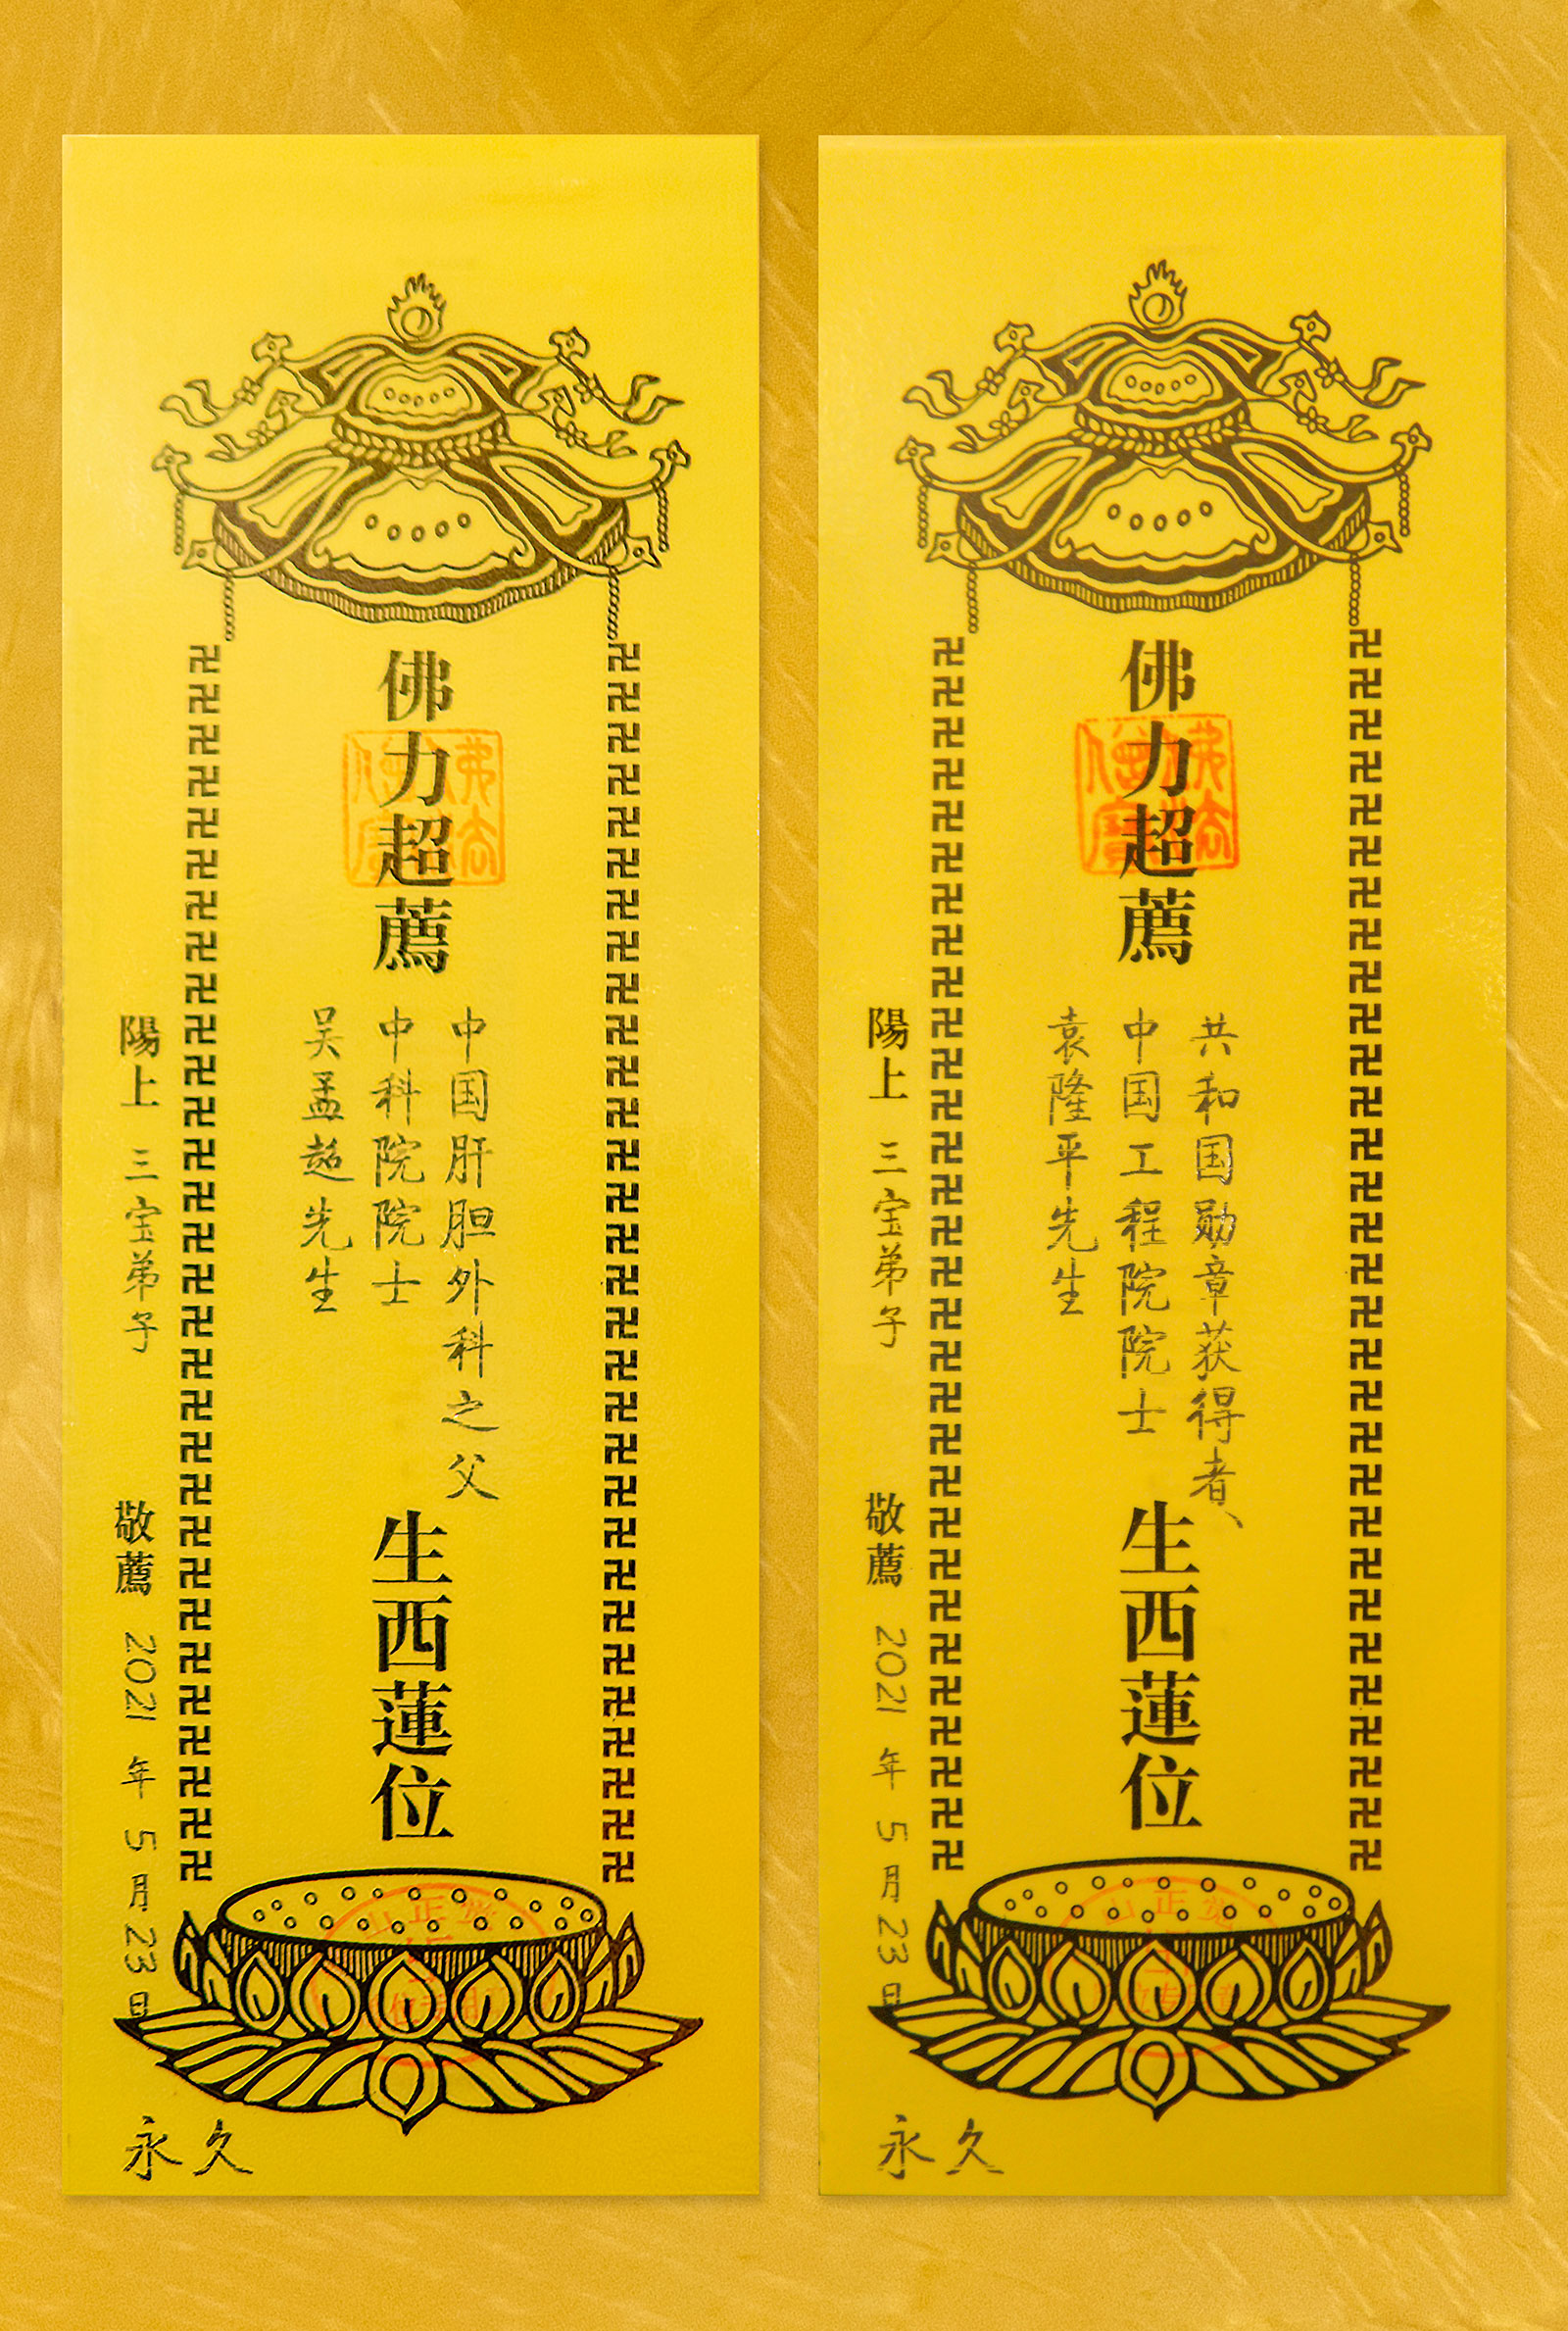 佛力超薦
中国肝胆外科之父
中科院院士
吴孟超先生
生西蓮位
陽上 三宝弟子 敬薦 2021年5月23日
永久
佛力超薦
共和国勋章获得者、
中国工程院院士
袁隆平先生
生西蓮位
陽上 三宝弟子 敬薦 2021年5月23日
永久